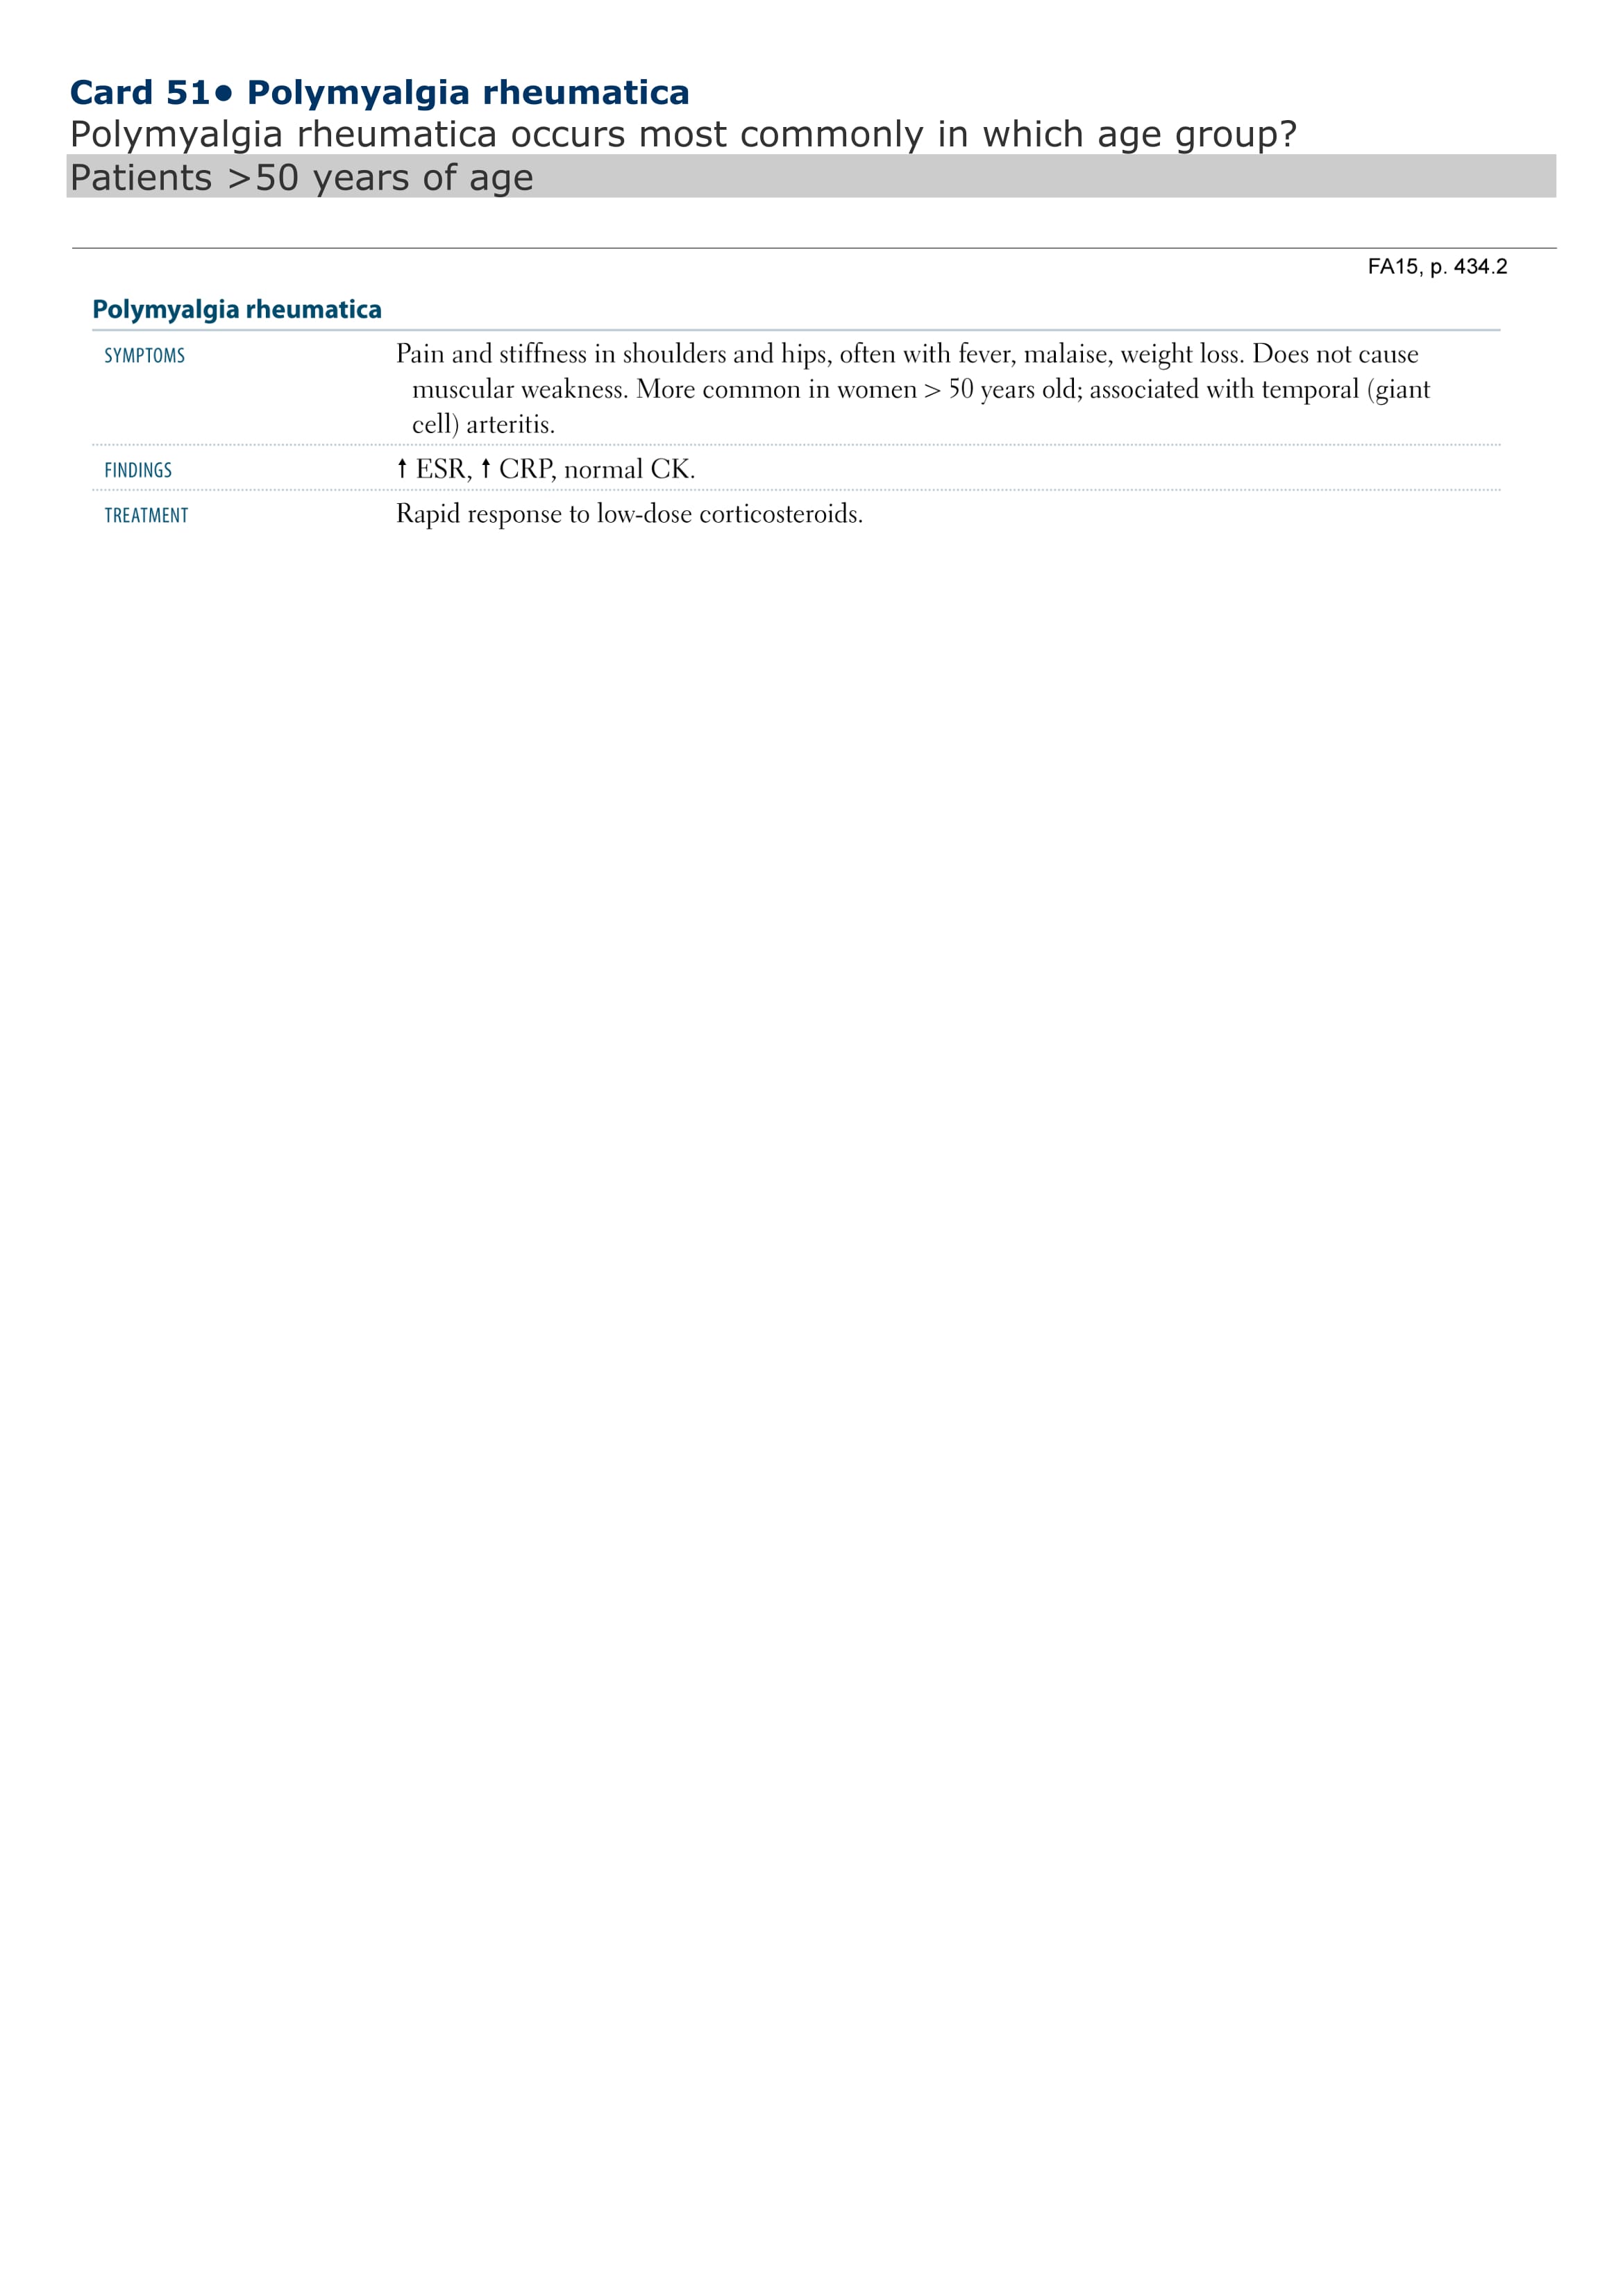 Card 51• Polymyalgia rheumatica
Polymyalgia rheumatica occurs most commonly in which age group?
Patients >50 years of age
FA15, p. 434.2
Polymyalgia rheumatica
SYMPTOMS Pain and stiffness in shoulders and hips, often with fever, malaise, weight loss. Does not cause
muscular weakness. More common in women > 50 years old; associated with temporal (giant
cell) arteritis.
FINDINGS ↑ ESR, ↑ CRP, normal CK.
TREATMENT Rapid response to low-dose corticosteroids.